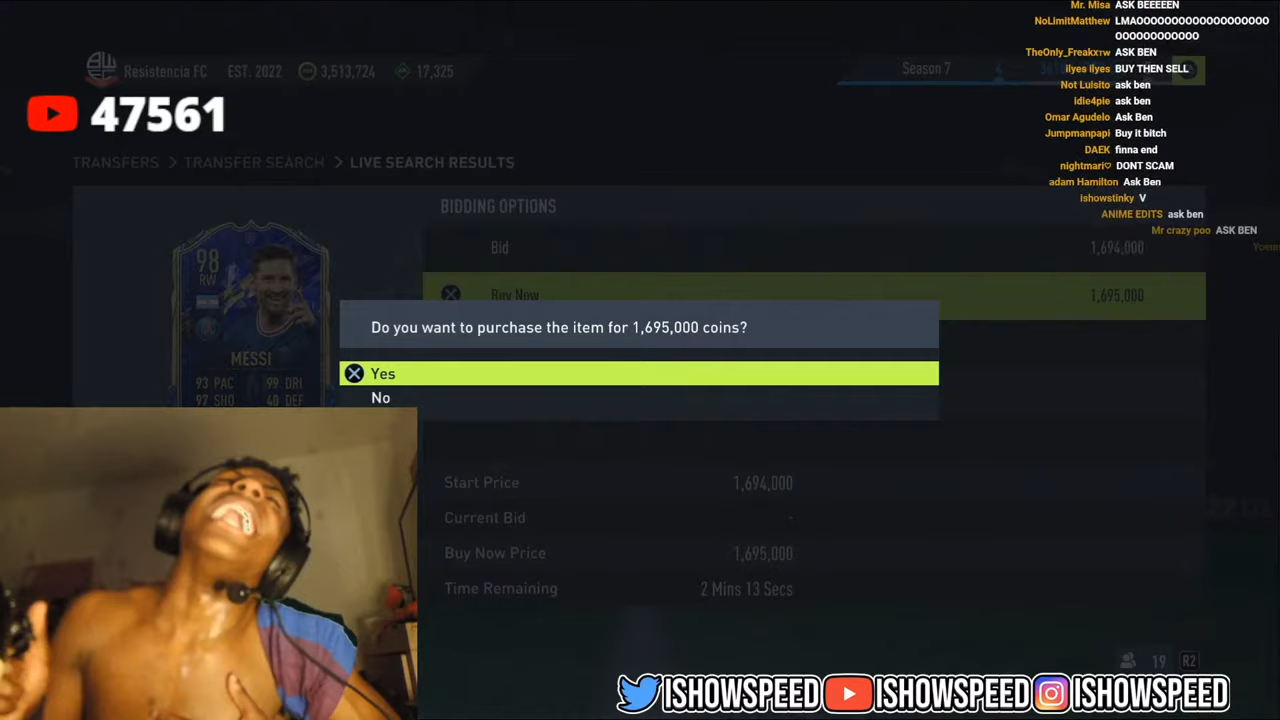 Mr. Misa ASK BEEEEEN
NoLimitMatthew LMAOOOOOOOOOOOOOOOOOO
OOOOOOOOOOOO
TheOnly_Freakxтw ASK BEN
ilyes ilyes BUY THEN SELL
Not Luisito ask ben
idle4pie ask ben
Omar Agudelo Ask Ben
Jumpmanpapi Buy it bitch
DAEK finna end
nightmari♡ DONT SCAM
adam Hamilton Ask Ben
ishowstinky V
ANIME EDITS ask ben
Mr crazy poo ASK BEN
Resistencia FC EST. 2022 3,513,724 17,325
Season 7
47561
TRANSFERS > TRANSFER SEARCH > LIVE SEARCH RESULTS
BIDDING OPTIONS
Bid 1,694,000
Buy Now 1,695,000
98
RW
MESSI
93 PAC 99 DRI
97 SHO 40 DEF
Do you want to purchase the item for 1,695,000 coins?
Yes
No
Start Price 1,694,000
Current Bid -
Buy Now Price 1,695,000
Time Remaining 2 Mins 13 Secs
19 R2
ISHOWSPEED ISHOWSPEED ISHOWSPEED